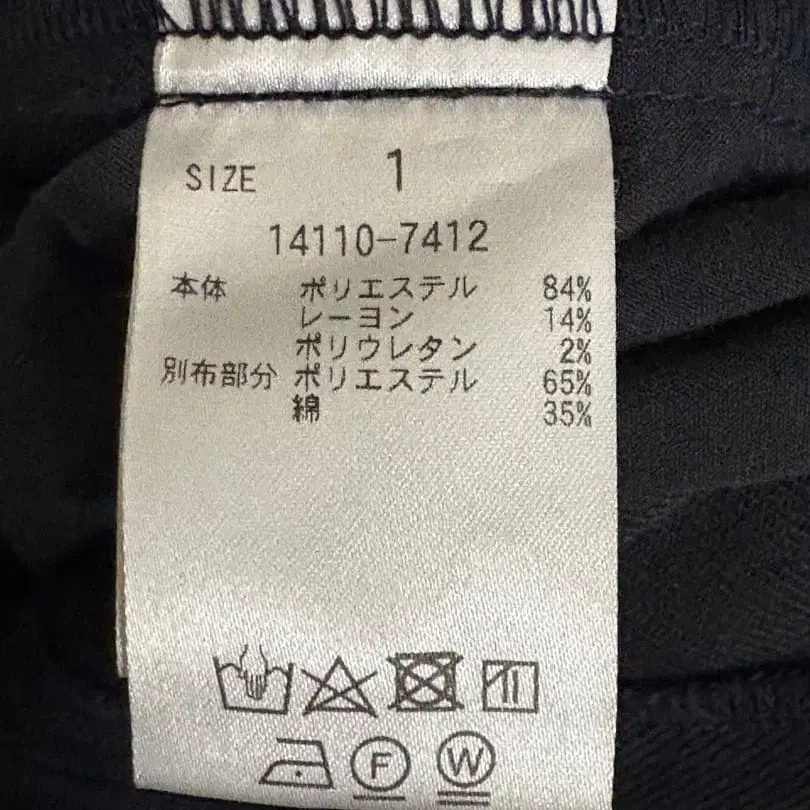 SIZE 1
14110-7412
本体 ポリエステル 84%
レーヨン 14%
ポリウレタン 2%
別布部分 ポリエステル 65%
綿 35%
F W